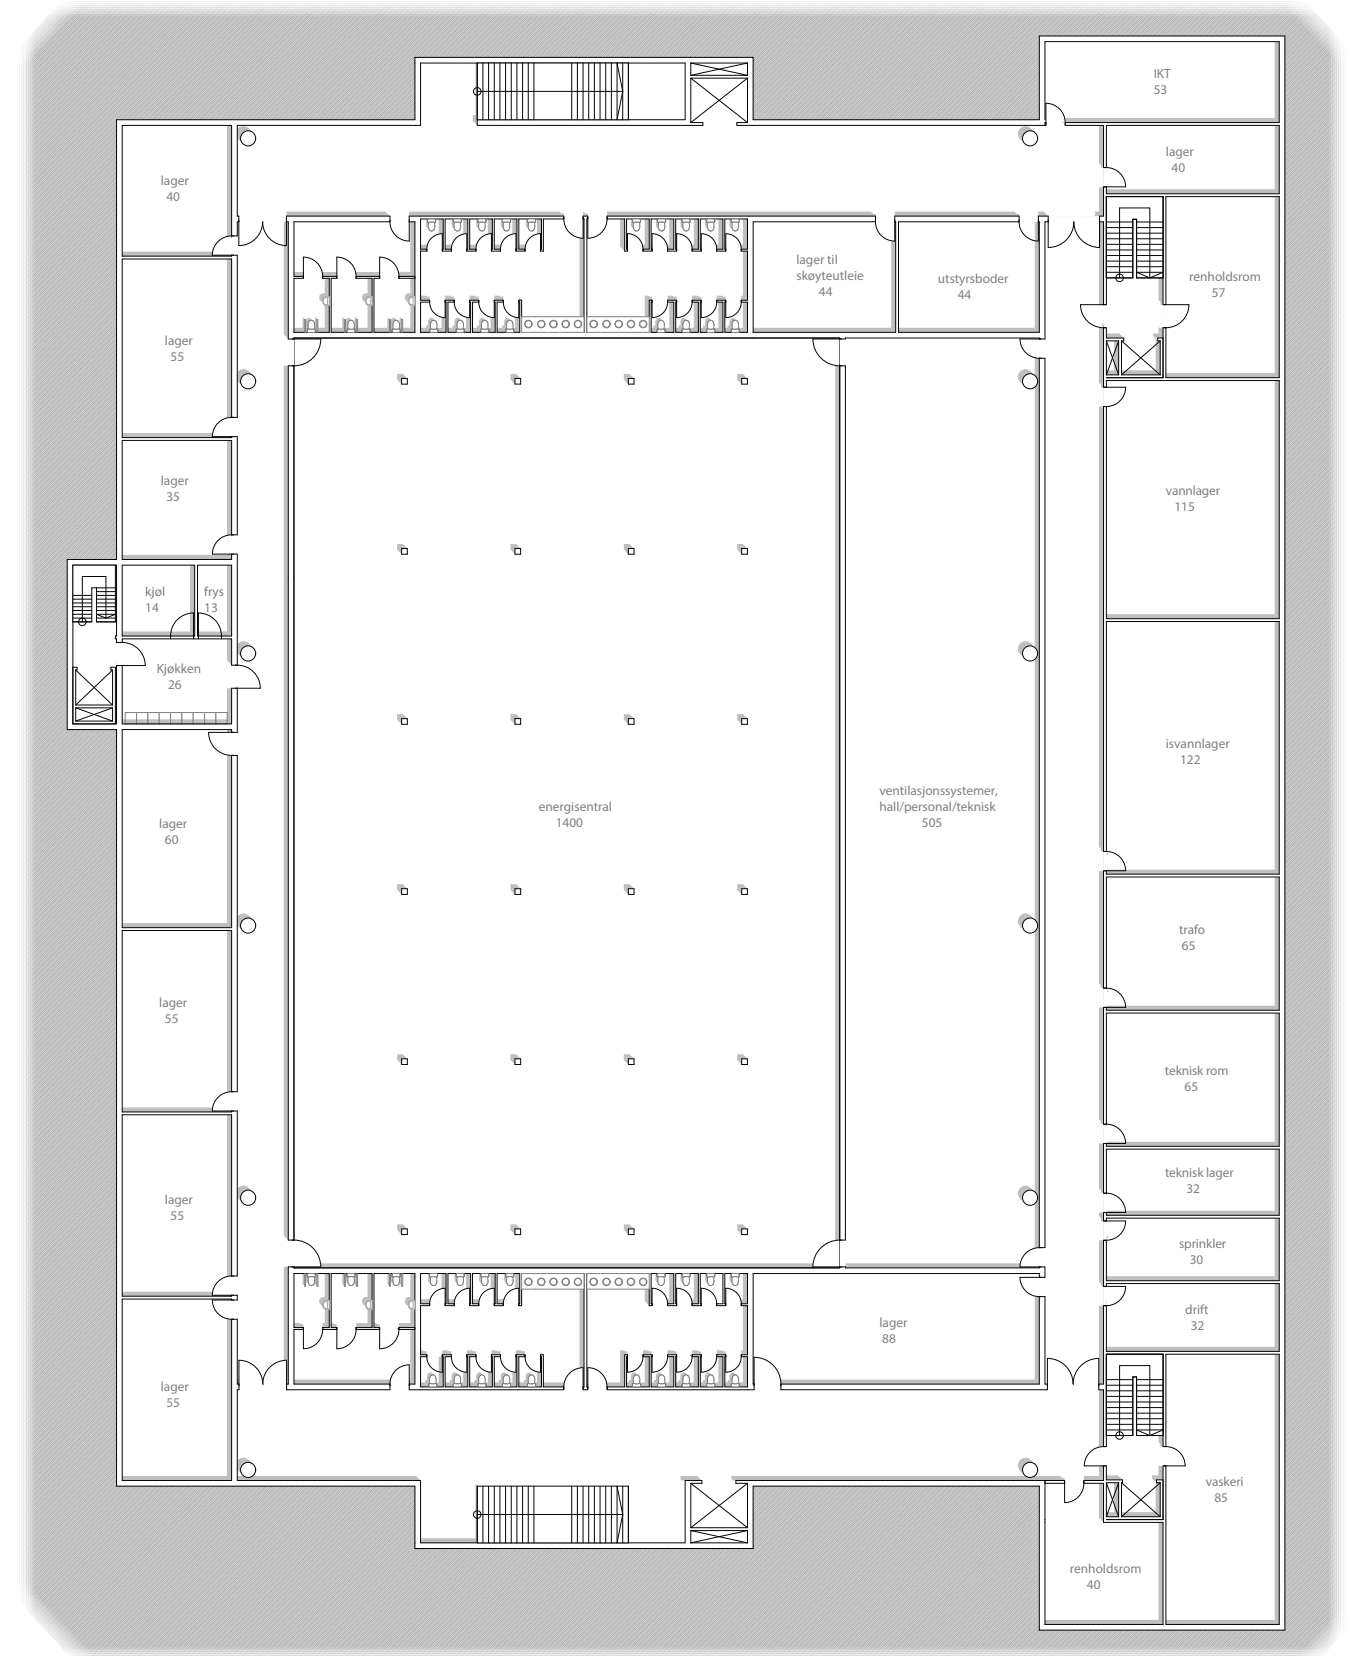 IKT
53
lager
40
lager
40
lager til
skøyteutleie
44
utstyrsboder
44
renholdsrom
57
lager
55
lager
35
vannlager
115
kjøl
14
frys
13
Kjøkken
26
isvannlager
122
energisentral
1400
ventilasjonssystemer,
hall/personal/teknisk
505
lager
60
trafo
65
lager
55
teknisk rom
65
teknisk lager
32
lager
55
sprinkler
30
drift
32
lager
88
lager
55
vaskeri
85
renholdsrom
40